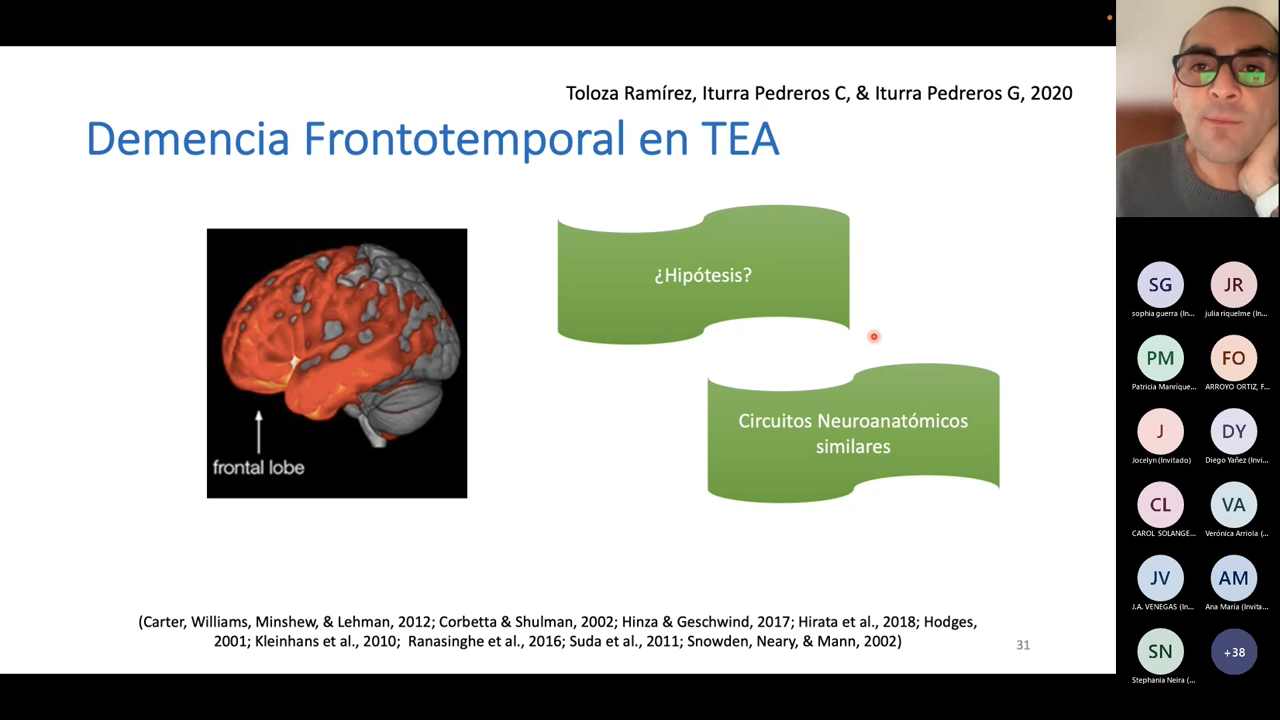 Toloza Ramírez, Iturra Pedreros C, & Iturra Pedreros G, 2020
Demencia Frontotemporal en TEA
¿Hipótesis?
Circuitos Neuroanatómicos
similares
frontal lobe
(Carter, Williams, Minshew, & Lehman, 2012; Corbetta & Shulman, 2002; Hinza & Geschwind, 2017; Hirata et al., 2018; Hodges,
2001; Kleinhans et al., 2010; Ranasinghe et al., 2016; Suda et al., 2011; Snowden, Neary, & Mann, 2002)
31
SG
sophia guerra (In...
JR
julia riquelme (In...
PM
Patricia Manríque...
FO
ARROYO ORTIZ, F...
J
Jocelyn (Invitado)
DY
Diego Yañez (Invi...
CL
CAROL SOLANGE...
VA
Verónica Arriola (...
JV
J.A. VENEGAS (In...
AM
Ana María (Invita...
SN
Stephania Neira (...
+38